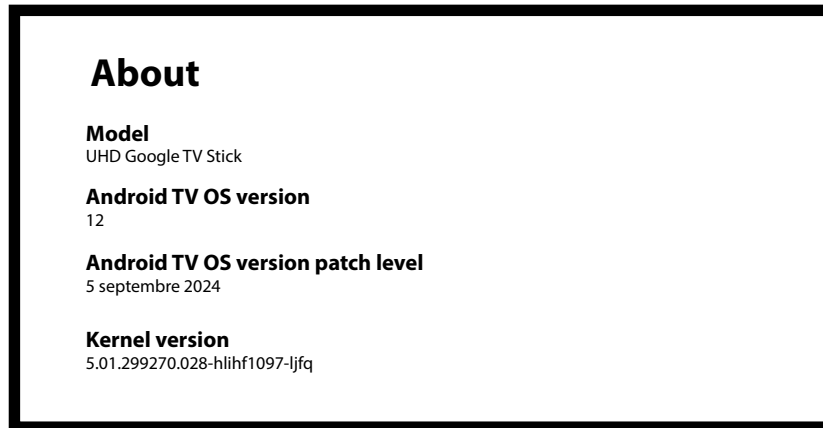 About
Model
UHD Google TV Stick
Android TV OS version
12
Android TV OS version patch level
5 septembre 2024
Kernel version
5.01.299270.028-hlihf1097-ljfq